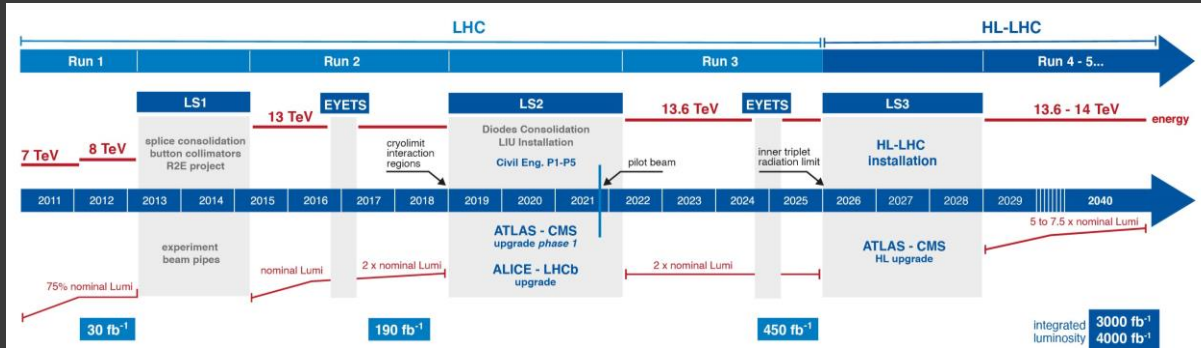 LHC
HL-LHC
Run 1
Run 2
Run 3
Run 4 - 5...
LS1
EYETS
LS2
EYETS
LS3
13 TeV
13.6 TeV
13.6 - 14 TeV
energy
7 TeV
8 TeV
splice consolidation
button collimators
R2E project
cryolimit
interaction
regions
Diodes Consolidation
LIU Installation
Civil Eng. P1-P5
pilot beam
inner triplet
radiation limit
HL-LHC
installation
2011
2012
2013
2014
2015
2016
2017
2018
2019
2020
2021
2022
2023
2024
2025
2026
2027
2028
2029
2040
experiment
beam pipes
ATLAS - CMS
upgrade phase 1
ALICE - LHCb
upgrade
ATLAS - CMS
HL upgrade
5 to 7.5 x nominal Lumi
75% nominal Lumi
nominal Lumi
2 x nominal Lumi
2 x nominal Lumi
30 fb⁻¹
190 fb⁻¹
450 fb⁻¹
integrated
luminosity
3000 fb⁻¹
4000 fb⁻¹